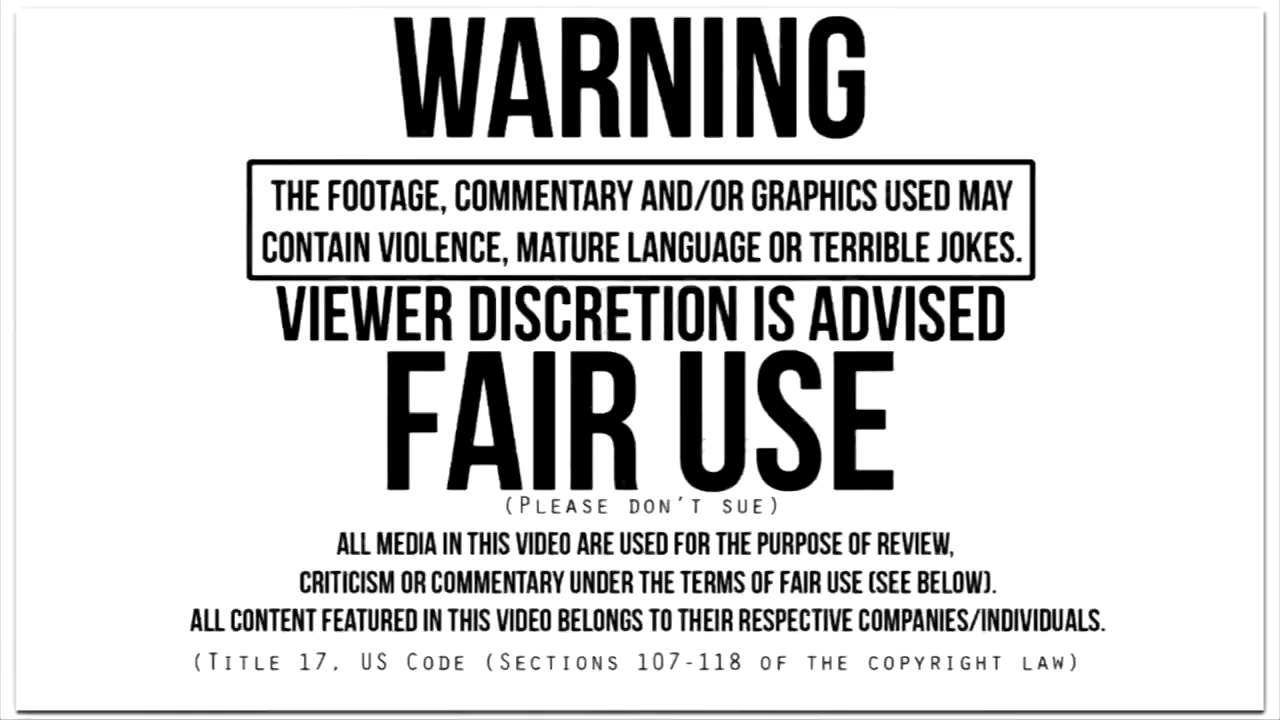 WARNING
THE FOOTAGE, COMMENTARY AND/OR GRAPHICS USED MAY
CONTAIN VIOLENCE, MATURE LANGUAGE OR TERRIBLE JOKES.
VIEWER DISCRETION IS ADVISED
FAIR USE
(PLEASE DON'T SUE)
ALL MEDIA IN THIS VIDEO ARE USED FOR THE PURPOSE OF REVIEW,
CRITICISM OR COMMENTARY UNDER THE TERMS OF FAIR USE (SEE BELOW).
ALL CONTENT FEATURED IN THIS VIDEO BELONGS TO THEIR RESPECTIVE COMPANIES/INDIVIDUALS.
(TITLE 17, US CODE (SECTIONS 107-118 OF THE COPYRIGHT LAW)